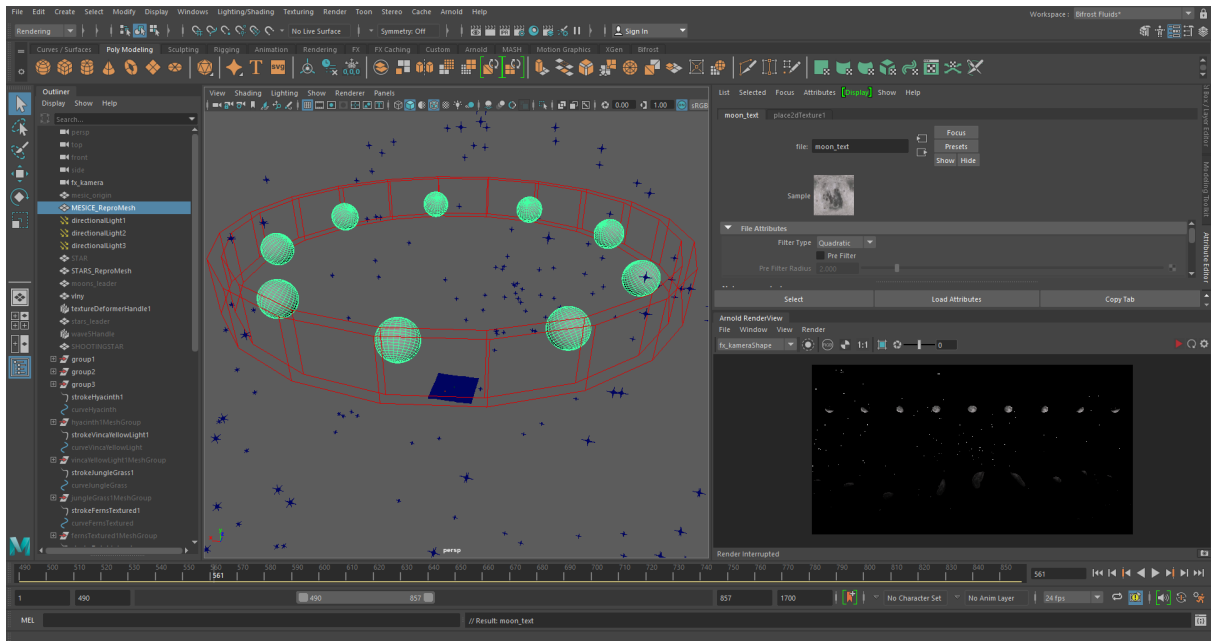 File Edit Create Select Modify Display Windows Lighting/Shading Texturing Render Toon Stereo Cache Arnold Help
Workspace : Bifrost Fluids*
Rendering
No Live Surface
Symmetry: Off
Sign In
Curves / Surfaces Poly Modeling Sculpting Rigging Animation Rendering FX FX Caching Custom Arnold MASH Motion Graphics XGen Bifrost
T
SVG
Outliner
Display Show Help
Search...
persp
top
front
side
fx_kamera
mesic_origin
MESICE_ReproMesh
directionalLight1
directionalLight2
directionalLight3
STAR
STARS_ReproMesh
moons_leader
vlny
textureDeformerHandle1
stars_leader
wave5Handle
SHOOTINGSTAR
group1
group2
group3
strokeHyacinth1
curveHyacinth
hyacinth1MeshGroup
strokeVincaYellowLight1
curveVincaYellowLight
vincaYellowLight1MeshGroup
strokeJungleGrass1
curveJungleGrass
jungleGrass1MeshGroup
strokeFernsTextured1
curveFernsTextured
fernsTextured1MeshGroup
View Shading Lighting Show Renderer Panels
0.00 1.00 sRGB
persp
List Selected Focus Attributes Display Show Help
moon_text place2dTexture1
file: moon_text
Focus
Presets
Show Hide
Sample
File Attributes
Filter Type Quadratic
Pre Filter
Pre Filter Radius 2.000
Select Load Attributes Copy Tab
Modeling Toolkit
Attribute Editor
Arnold RenderView
File Window View Render
fx_kameraShape
1:1
0
Render Interrupted
490 500 510 520 530 540 550 560 570 580 590 600 610 620 630 640 650 660 670 680 690 700 710 720 730 740 750 760 770 780 790 800 810 820 830 840 850
561
561
1 490 490 857 857 1700 No Character Set No Anim Layer 24 fps
MEL
// Result: moon_text